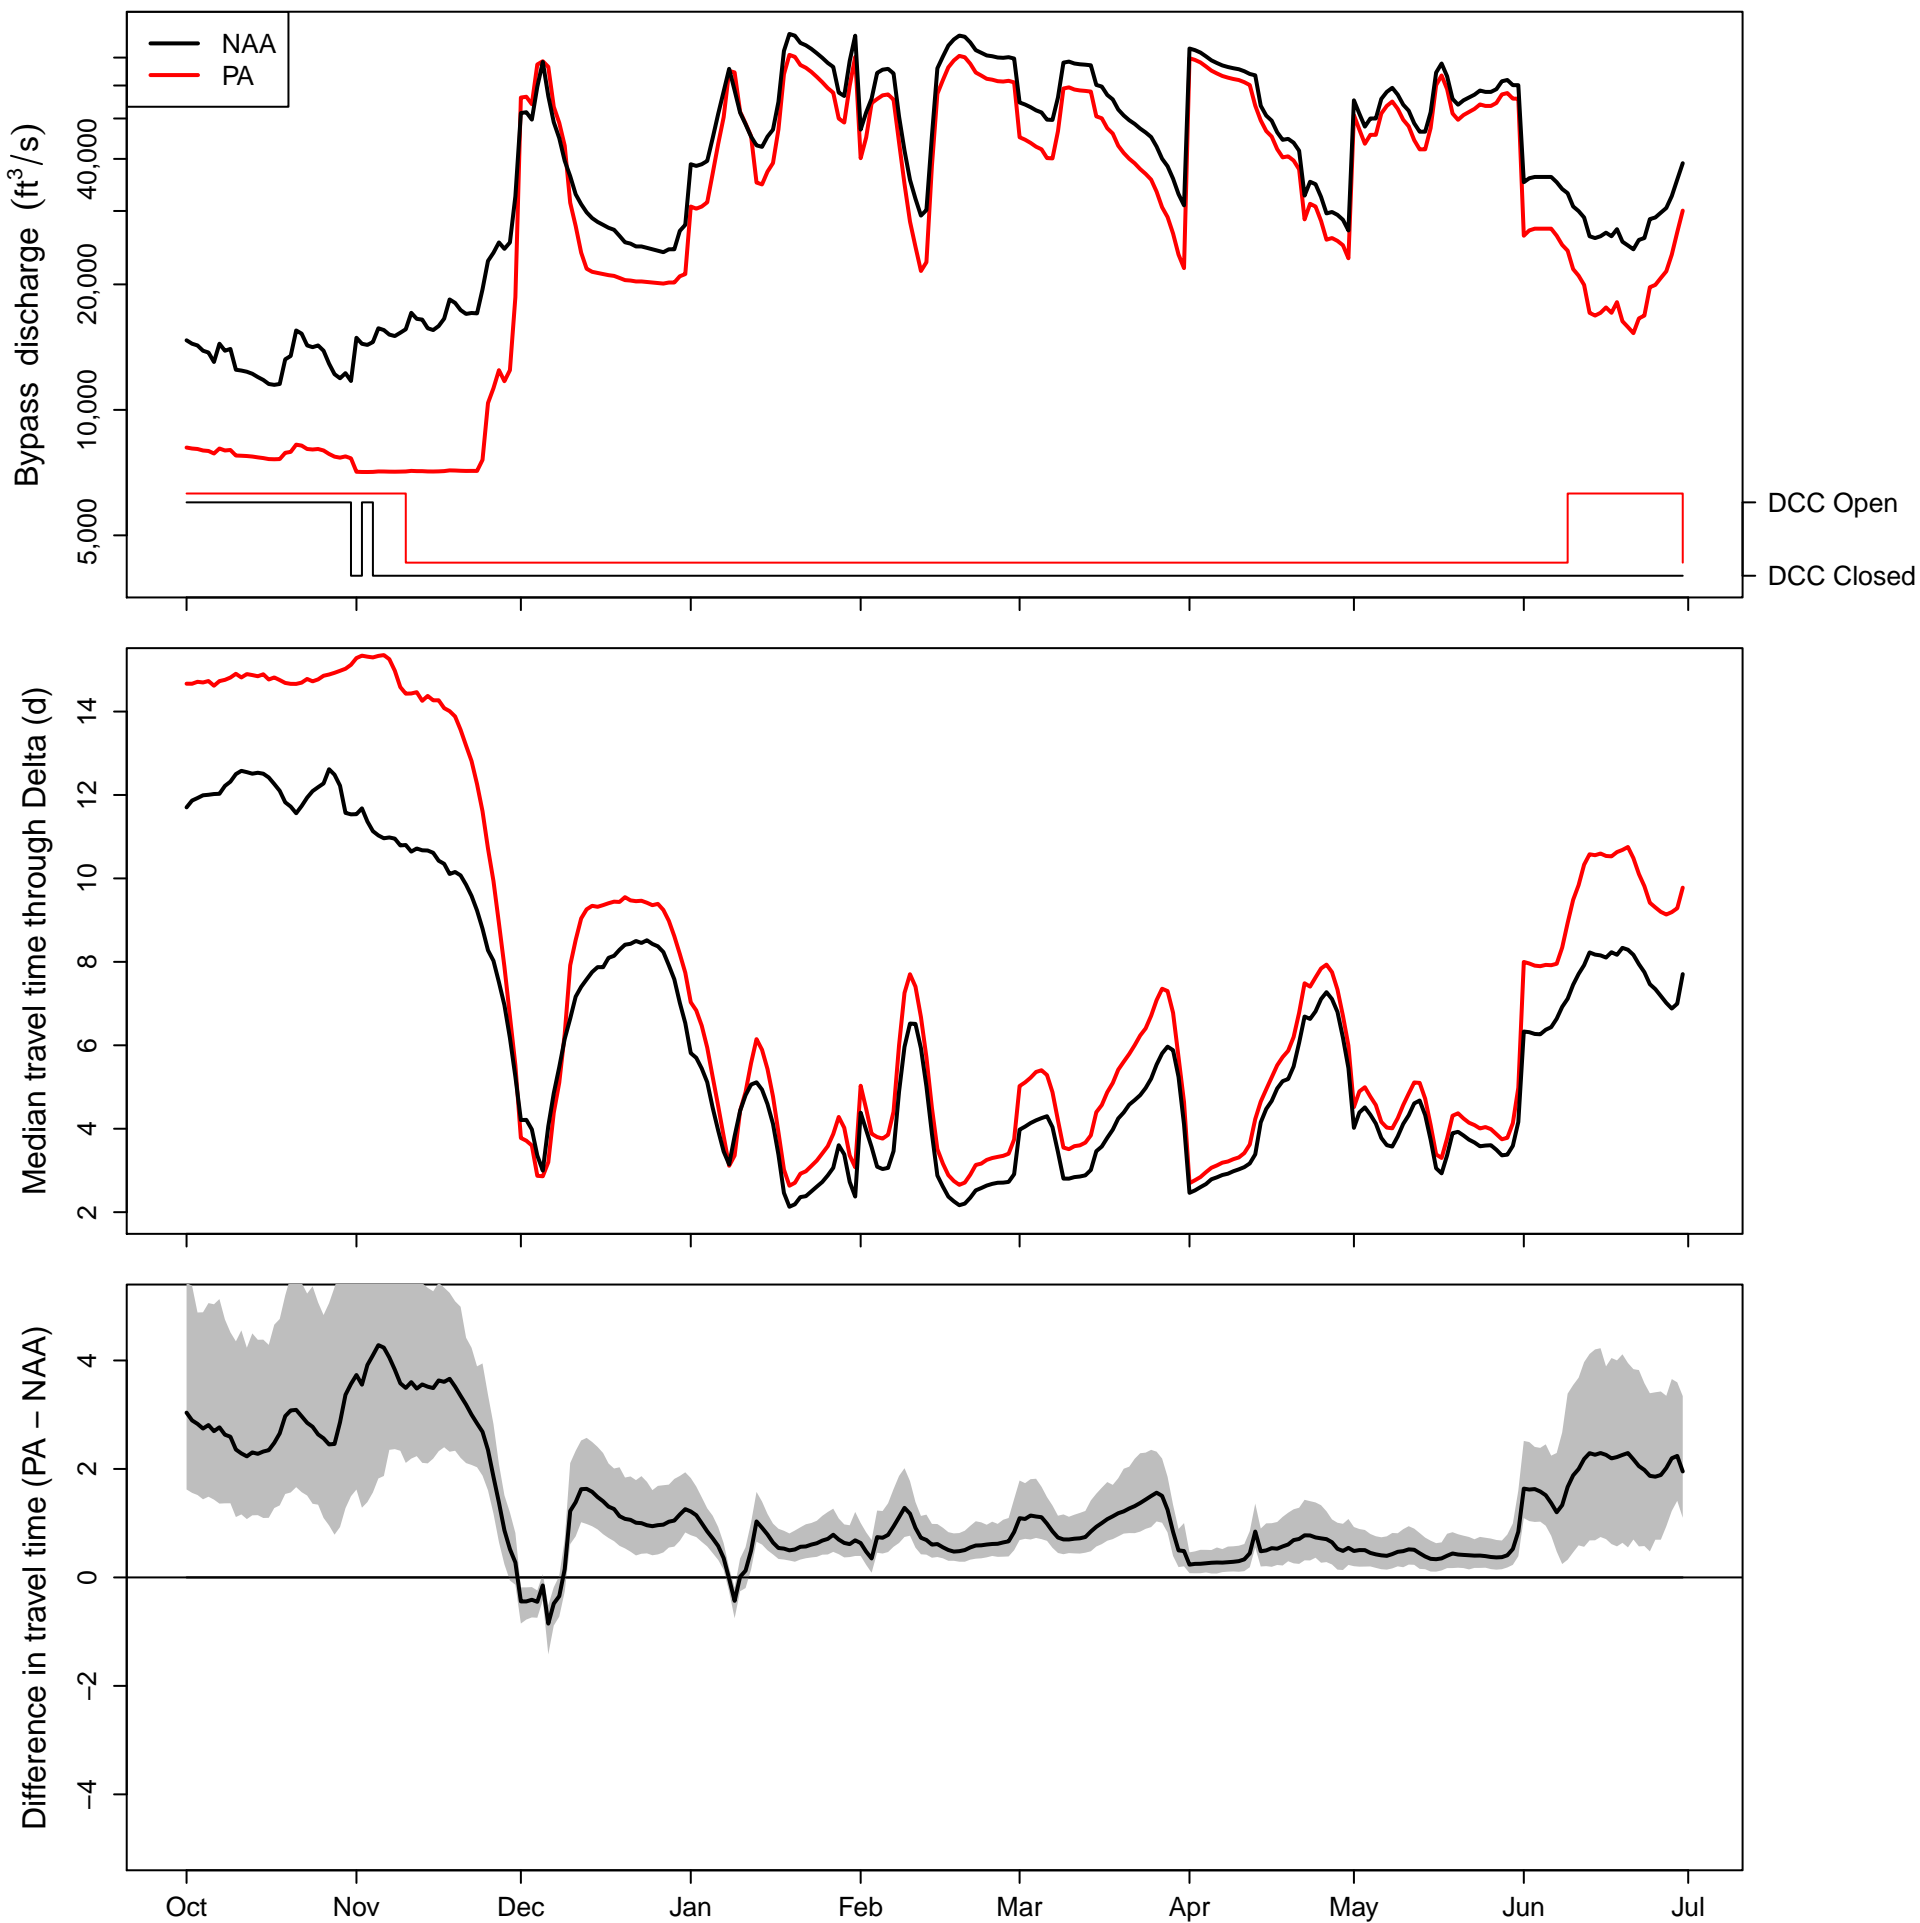 NAA
PA
Bypass discharge (ft³/s)
40,000
20,000
10,000
5,000
DCC Open
DCC Closed
Median travel time through Delta (d)
14
12
10
8
6
4
2
Difference in travel time (PA − NAA)
4
2
0
−2
−4
Oct Nov Dec Jan Feb Mar Apr May Jun Jul